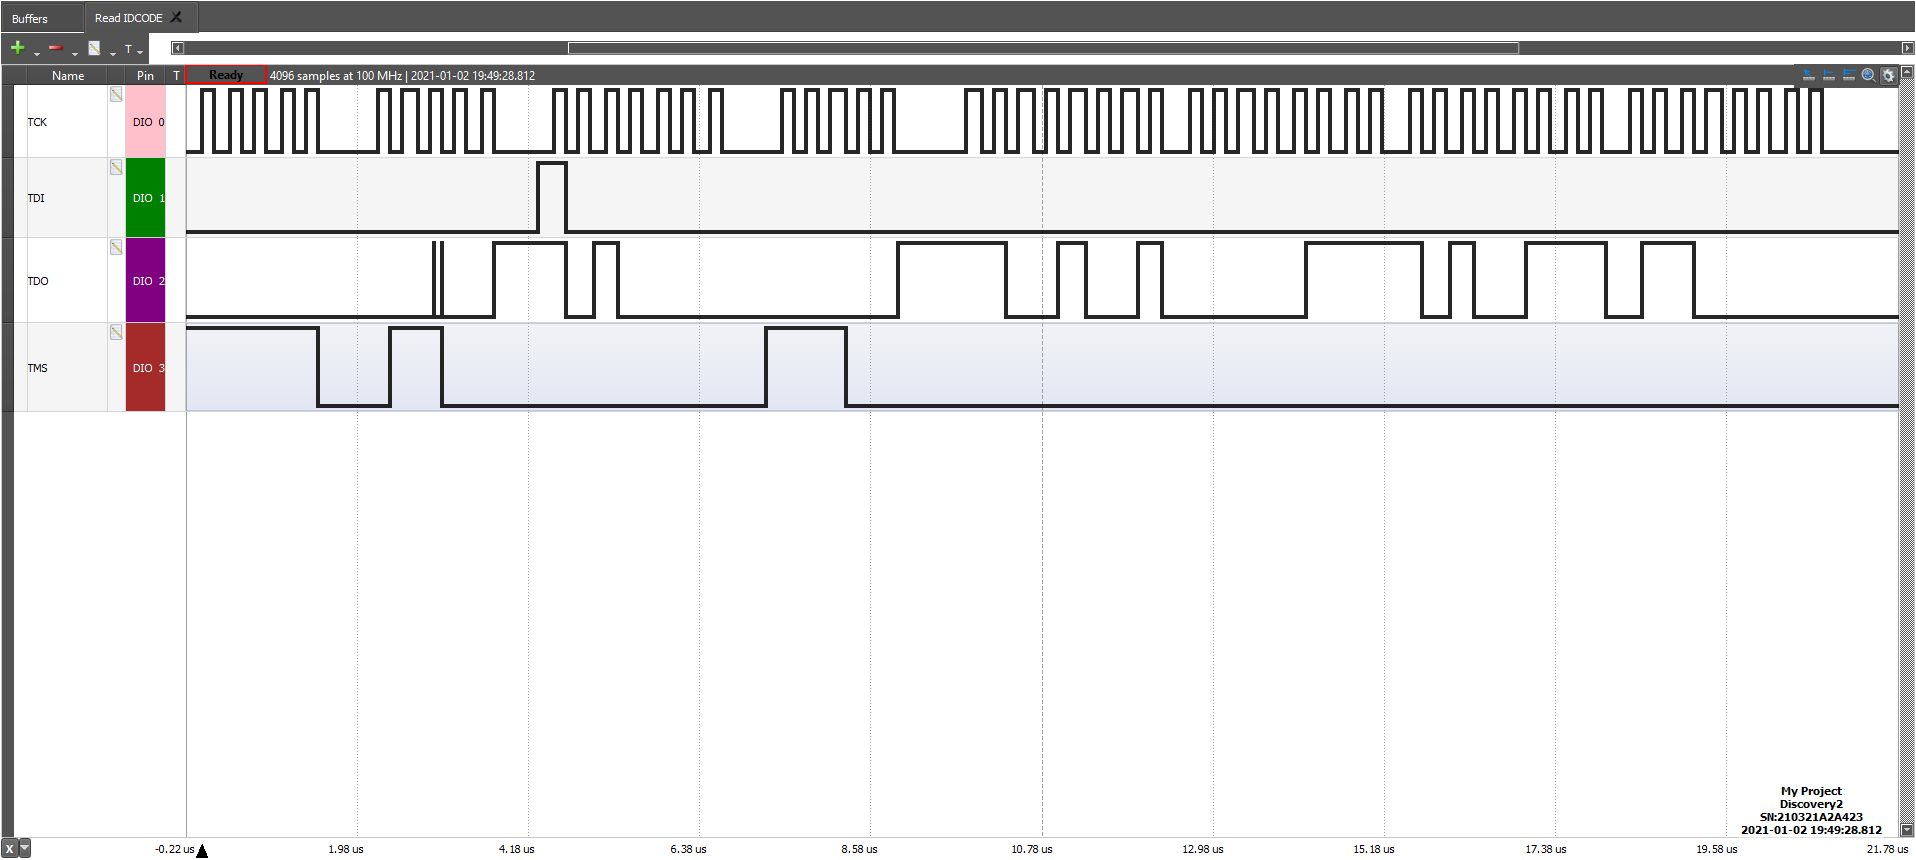 Buffers
Read IDCODE
T
Name Pin T Ready 4096 samples at 100 MHz | 2021-01-02 19:49:28.812
TCK DIO 0
TDI DIO 1
TDO DIO 2
TMS DIO 3
My Project
Discovery2
SN:210321A2A423
2021-01-02 19:49:28.812
X -0.22 us 1.98 us 4.18 us 6.38 us 8.58 us 10.78 us 12.98 us 15.18 us 17.38 us 19.58 us 21.78 us